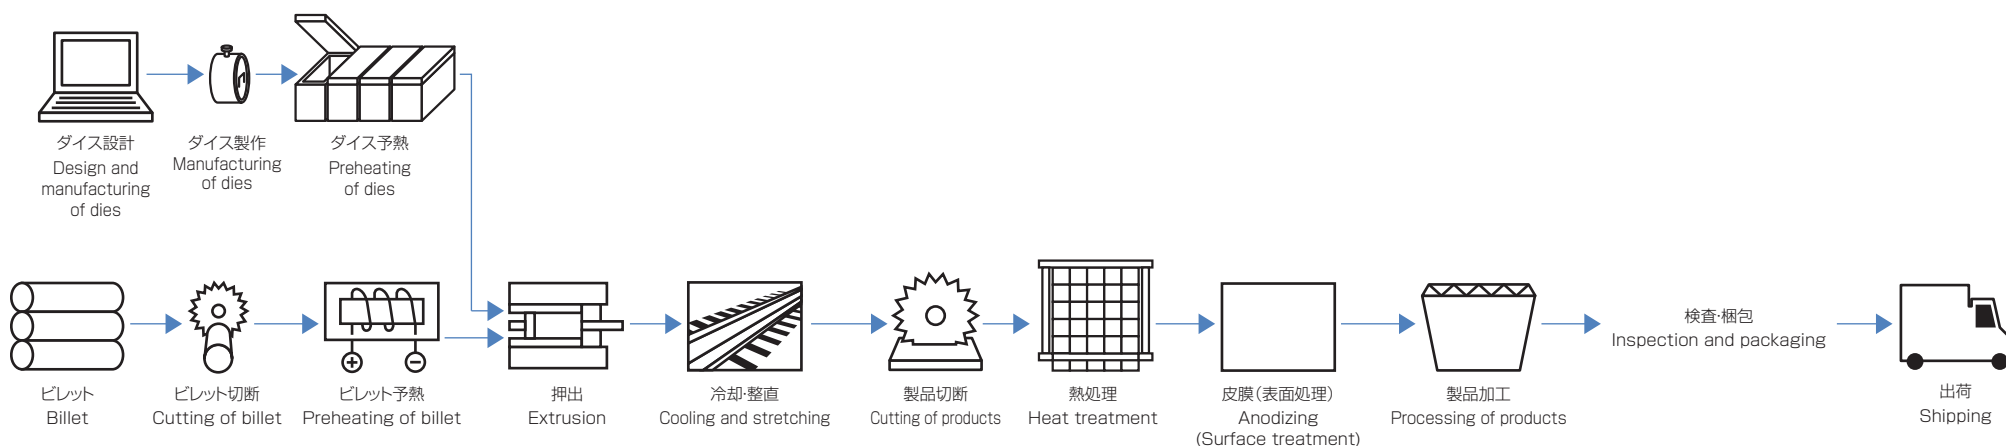 ダイス設計
Design and
manufacturing
of dies
ダイス製作
Manufacturing
of dies
ダイス予熱
Preheating
of dies
ビレット
Billet
ビレット切断
Cutting of billet
ビレット予熱
Preheating of billet
押出
Extrusion
冷却·整直
Cooling and stretching
製品切断
Cutting of products
熱処理
Heat treatment
皮膜(表面処理)
Anodizing
(Surface treatment)
製品加工
Processing of products
検査·梱包
Inspection and packaging
出荷
Shipping